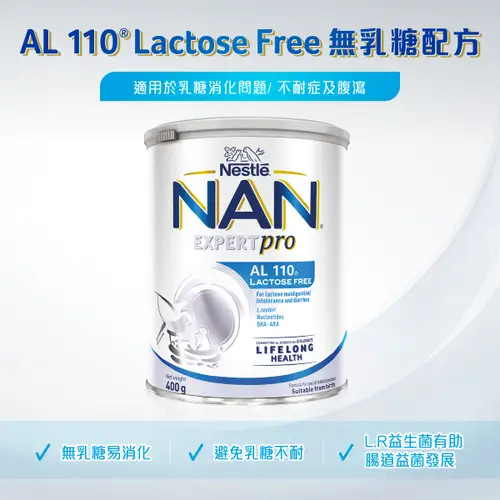 AL 110® Lactose Free 無乳糖配方
適用於乳糖消化問題/ 不耐症及腹瀉
Nestlé
NAN®
EXPERTpro
AL 110®
LACTOSE FREE
For lactose maldigestion/
intolerance and diarrhea
L. reuteri
Nucleotides
DHA-ARA
LIFELONG
HEALTH
Net weight
400 g
Suitable from birth
✓ 無乳糖易消化
✓ 避免乳糖不耐
✓ L.R益生菌有助
腸道益菌發展